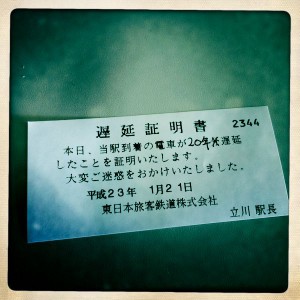 遅延証明書 2344
本日、当駅到着の電車が20年遅延
したことを証明いたします。
大変ご迷惑をおかけいたしました。
平成23年 1月21日
東日本旅客鉄道株式会社
立川駅長